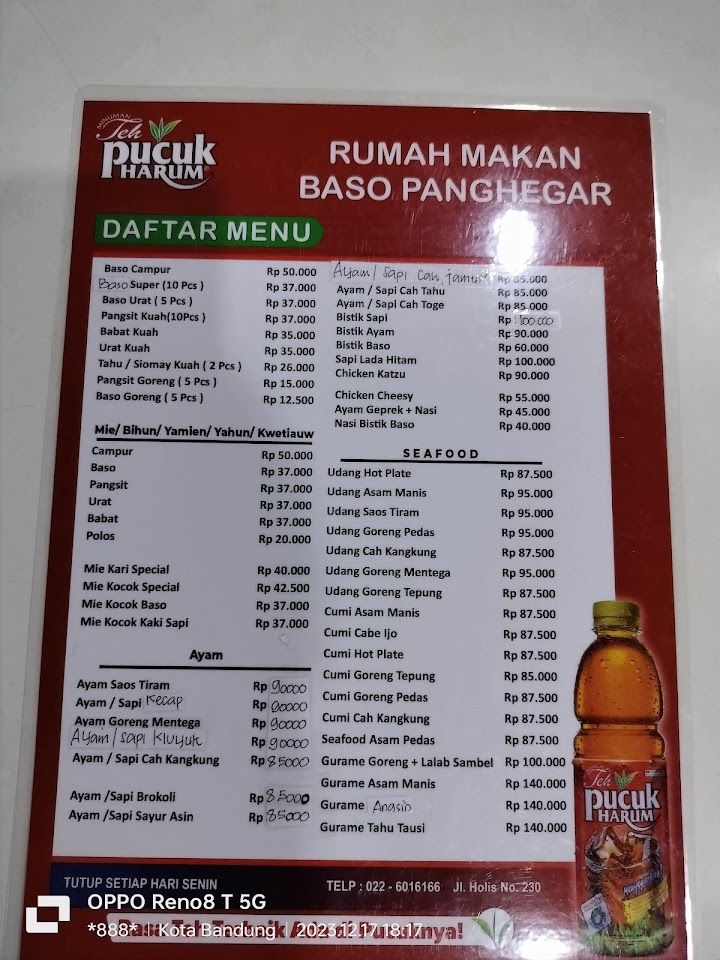 MINUMAN
Teh
pucuk
HARUM
RUMAH MAKAN
BASO PANGHEGAR
DAFTAR MENU
Baso Campur Rp 50.000
Baso Super (10 Pcs ) Rp 37.000
Baso Urat ( 5 Pcs ) Rp 37.000
Pangsit Kuah(10Pcs ) Rp 37.000
Babat Kuah Rp 35.000
Urat Kuah Rp 35.000
Tahu / Siomay Kuah ( 2 Pcs ) Rp 26.000
Pangsit Goreng ( 5 Pcs ) Rp 15.000
Baso Goreng ( 5 Pcs ) Rp 12.500
Mie/ Bihun/ Yamien/ Yahun/ Kwetiauw
Campur Rp 50.000
Baso Rp 37.000
Pangsit Rp 37.000
Urat Rp 37.000
Babat Rp 37.000
Polos Rp 20.000
Mie Kari Special Rp 40.000
Mie Kocok Special Rp 42.500
Mie Kocok Baso Rp 37.000
Mie Kocok Kaki Sapi Rp 37.000
Ayam
Ayam Saos Tiram Rp 90000
Ayam / Sapi Kecap Rp 90000
Ayam Goreng Mentega Rp 90000
Ayam/sapi Kluyuk Rp 90000
Ayam / Sapi Cah Kangkung Rp 85000
Ayam /Sapi Brokoli Rp 85000
Ayam /Sapi Sayur Asin Rp 85000
Ayam/ Sapi Cah jamur Rp 85.000
Ayam / Sapi Cah Tahu Rp 85.000
Ayam / Sapi Cah Toge Rp 85.000
Bistik Sapi Rp 100.000
Bistik Ayam Rp 90.000
Bistik Baso Rp 60.000
Sapi Lada Hitam Rp 100.000
Chicken Katzu Rp 90.000
Chicken Cheesy Rp 55.000
Ayam Geprek + Nasi Rp 45.000
Nasi Bistik Baso Rp 40.000
SEAFOOD
Udang Hot Plate Rp 87.500
Udang Asam Manis Rp 95.000
Udang Saos Tiram Rp 95.000
Udang Goreng Pedas Rp 95.000
Udang Cah Kangkung Rp 87.500
Udang Goreng Mentega Rp 95.000
Udang Goreng Tepung Rp 87.500
Cumi Asam Manis Rp 87.500
Cumi Cabe Ijo Rp 87.500
Cumi Hot Plate Rp 87.500
Cumi Goreng Tepung Rp 85.000
Cumi Goreng Pedas Rp 87.500
Cumi Cah Kangkung Rp 87.500
Seafood Asam Pedas Rp 87.500
Gurame Goreng + Lalab Sambel Rp 100.000
Gurame Asam Manis Rp 140.000
Gurame Angsio Rp 140.000
Gurame Tahu Tausi Rp 140.000
Teh
pucuk
HARUM
TUTUP SETIAP HARI SENIN
TELP : 022 - 6016166 Jl. Holis No. 230
OPPO Reno8 T 5G
*888* Kota Bandung 2023.12.17 18:17